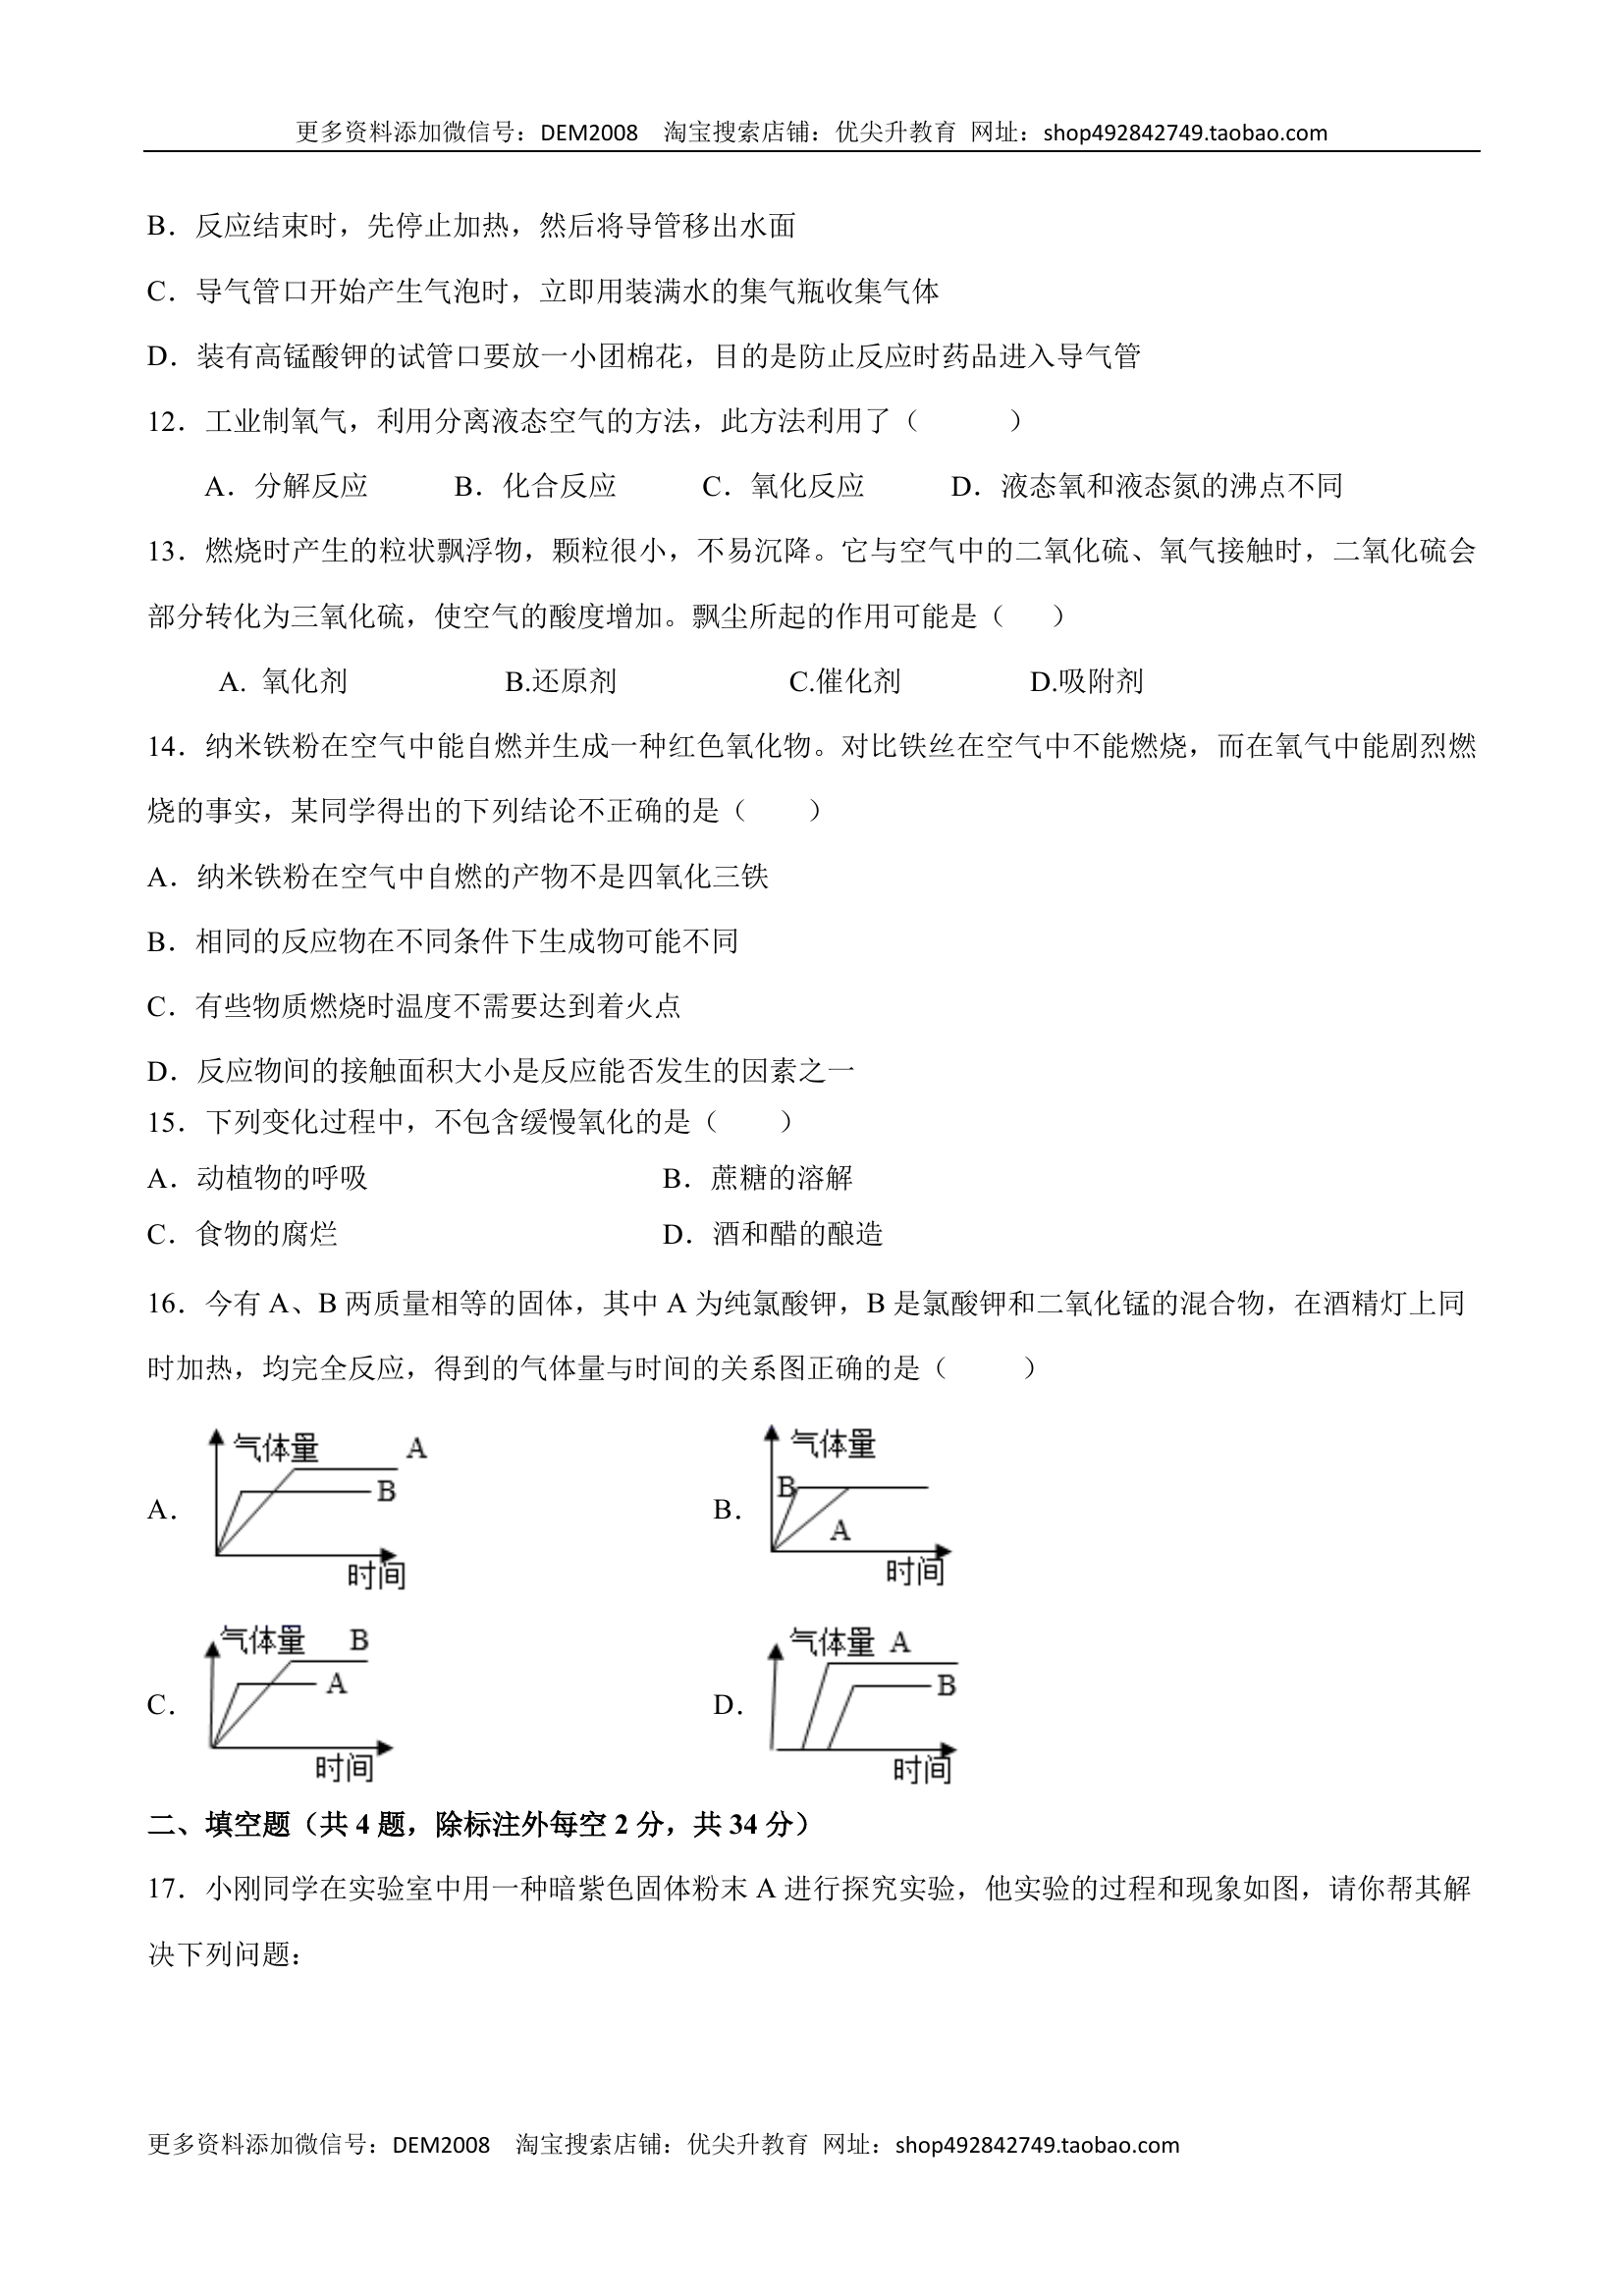 更多资料添加微信号：DEM2008 淘宝搜索店铺：优尖升教育 网址：shop492842749.taobao.com
B．反应结束时，先停止加热，然后将导管移出水面
C．导气管口开始产生气泡时，立即用装满水的集气瓶收集气体
D．装有高锰酸钾的试管口要放一小团棉花，目的是防止反应时药品进入导气管
12．工业制氧气，利用分离液态空气的方法，此方法利用了（ ）
A．分解反应 B．化合反应 C．氧化反应 D．液态氧和液态氮的沸点不同
13．燃烧时产生的粒状飘浮物，颗粒很小，不易沉降。它与空气中的二氧化硫、氧气接触时，二氧化硫会
部分转化为三氧化硫，使空气的酸度增加。飘尘所起的作用可能是（ ）
A. 氧化剂 B.还原剂 C.催化剂 D.吸附剂
14．纳米铁粉在空气中能自燃并生成一种红色氧化物。对比铁丝在空气中不能燃烧，而在氧气中能剧烈燃
烧的事实，某同学得出的下列结论不正确的是（ ）
A．纳米铁粉在空气中自燃的产物不是四氧化三铁
B．相同的反应物在不同条件下生成物可能不同
C．有些物质燃烧时温度不需要达到着火点
D．反应物间的接触面积大小是反应能否发生的因素之一
15．下列变化过程中，不包含缓慢氧化的是（ ）
A．动植物的呼吸 B．蔗糖的溶解
C．食物的腐烂 D．酒和醋的酿造
16．今有 A、B 两质量相等的固体，其中 A 为纯氯酸钾，B 是氯酸钾和二氧化锰的混合物，在酒精灯上同
时加热，均完全反应，得到的气体量与时间的关系图正确的是（ ）
A． 气体量 A B 时间
B． 气体量 B A 时间
C． 气体量 B A 时间
D． 气体量 A B 时间
二、填空题（共 4 题，除标注外每空 2 分，共 34 分）
17．小刚同学在实验室中用一种暗紫色固体粉末 A 进行探究实验，他实验的过程和现象如图，请你帮其解
决下列问题：
更多资料添加微信号：DEM2008 淘宝搜索店铺：优尖升教育 网址：shop492842749.taobao.com